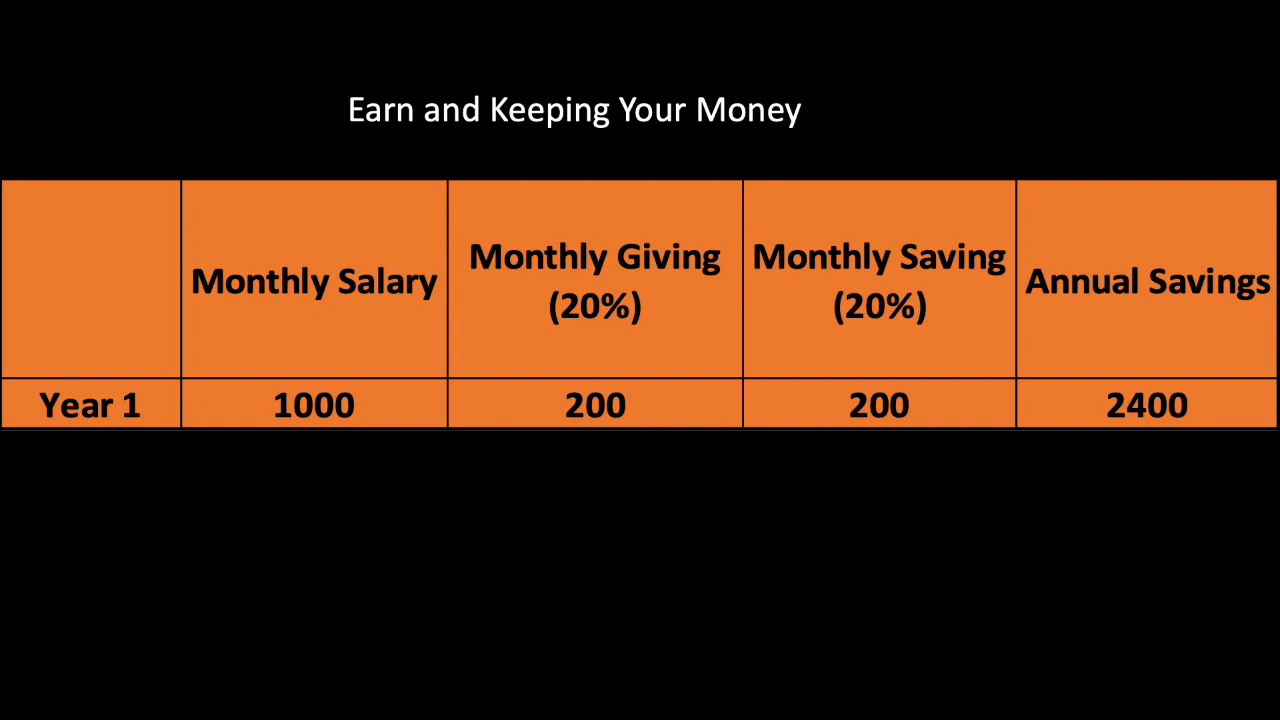 Earn and Keeping Your Money
Monthly Salary
Monthly Giving
(20%)
Monthly Saving
(20%)
Annual Savings
Year 1
1000
200
200
2400